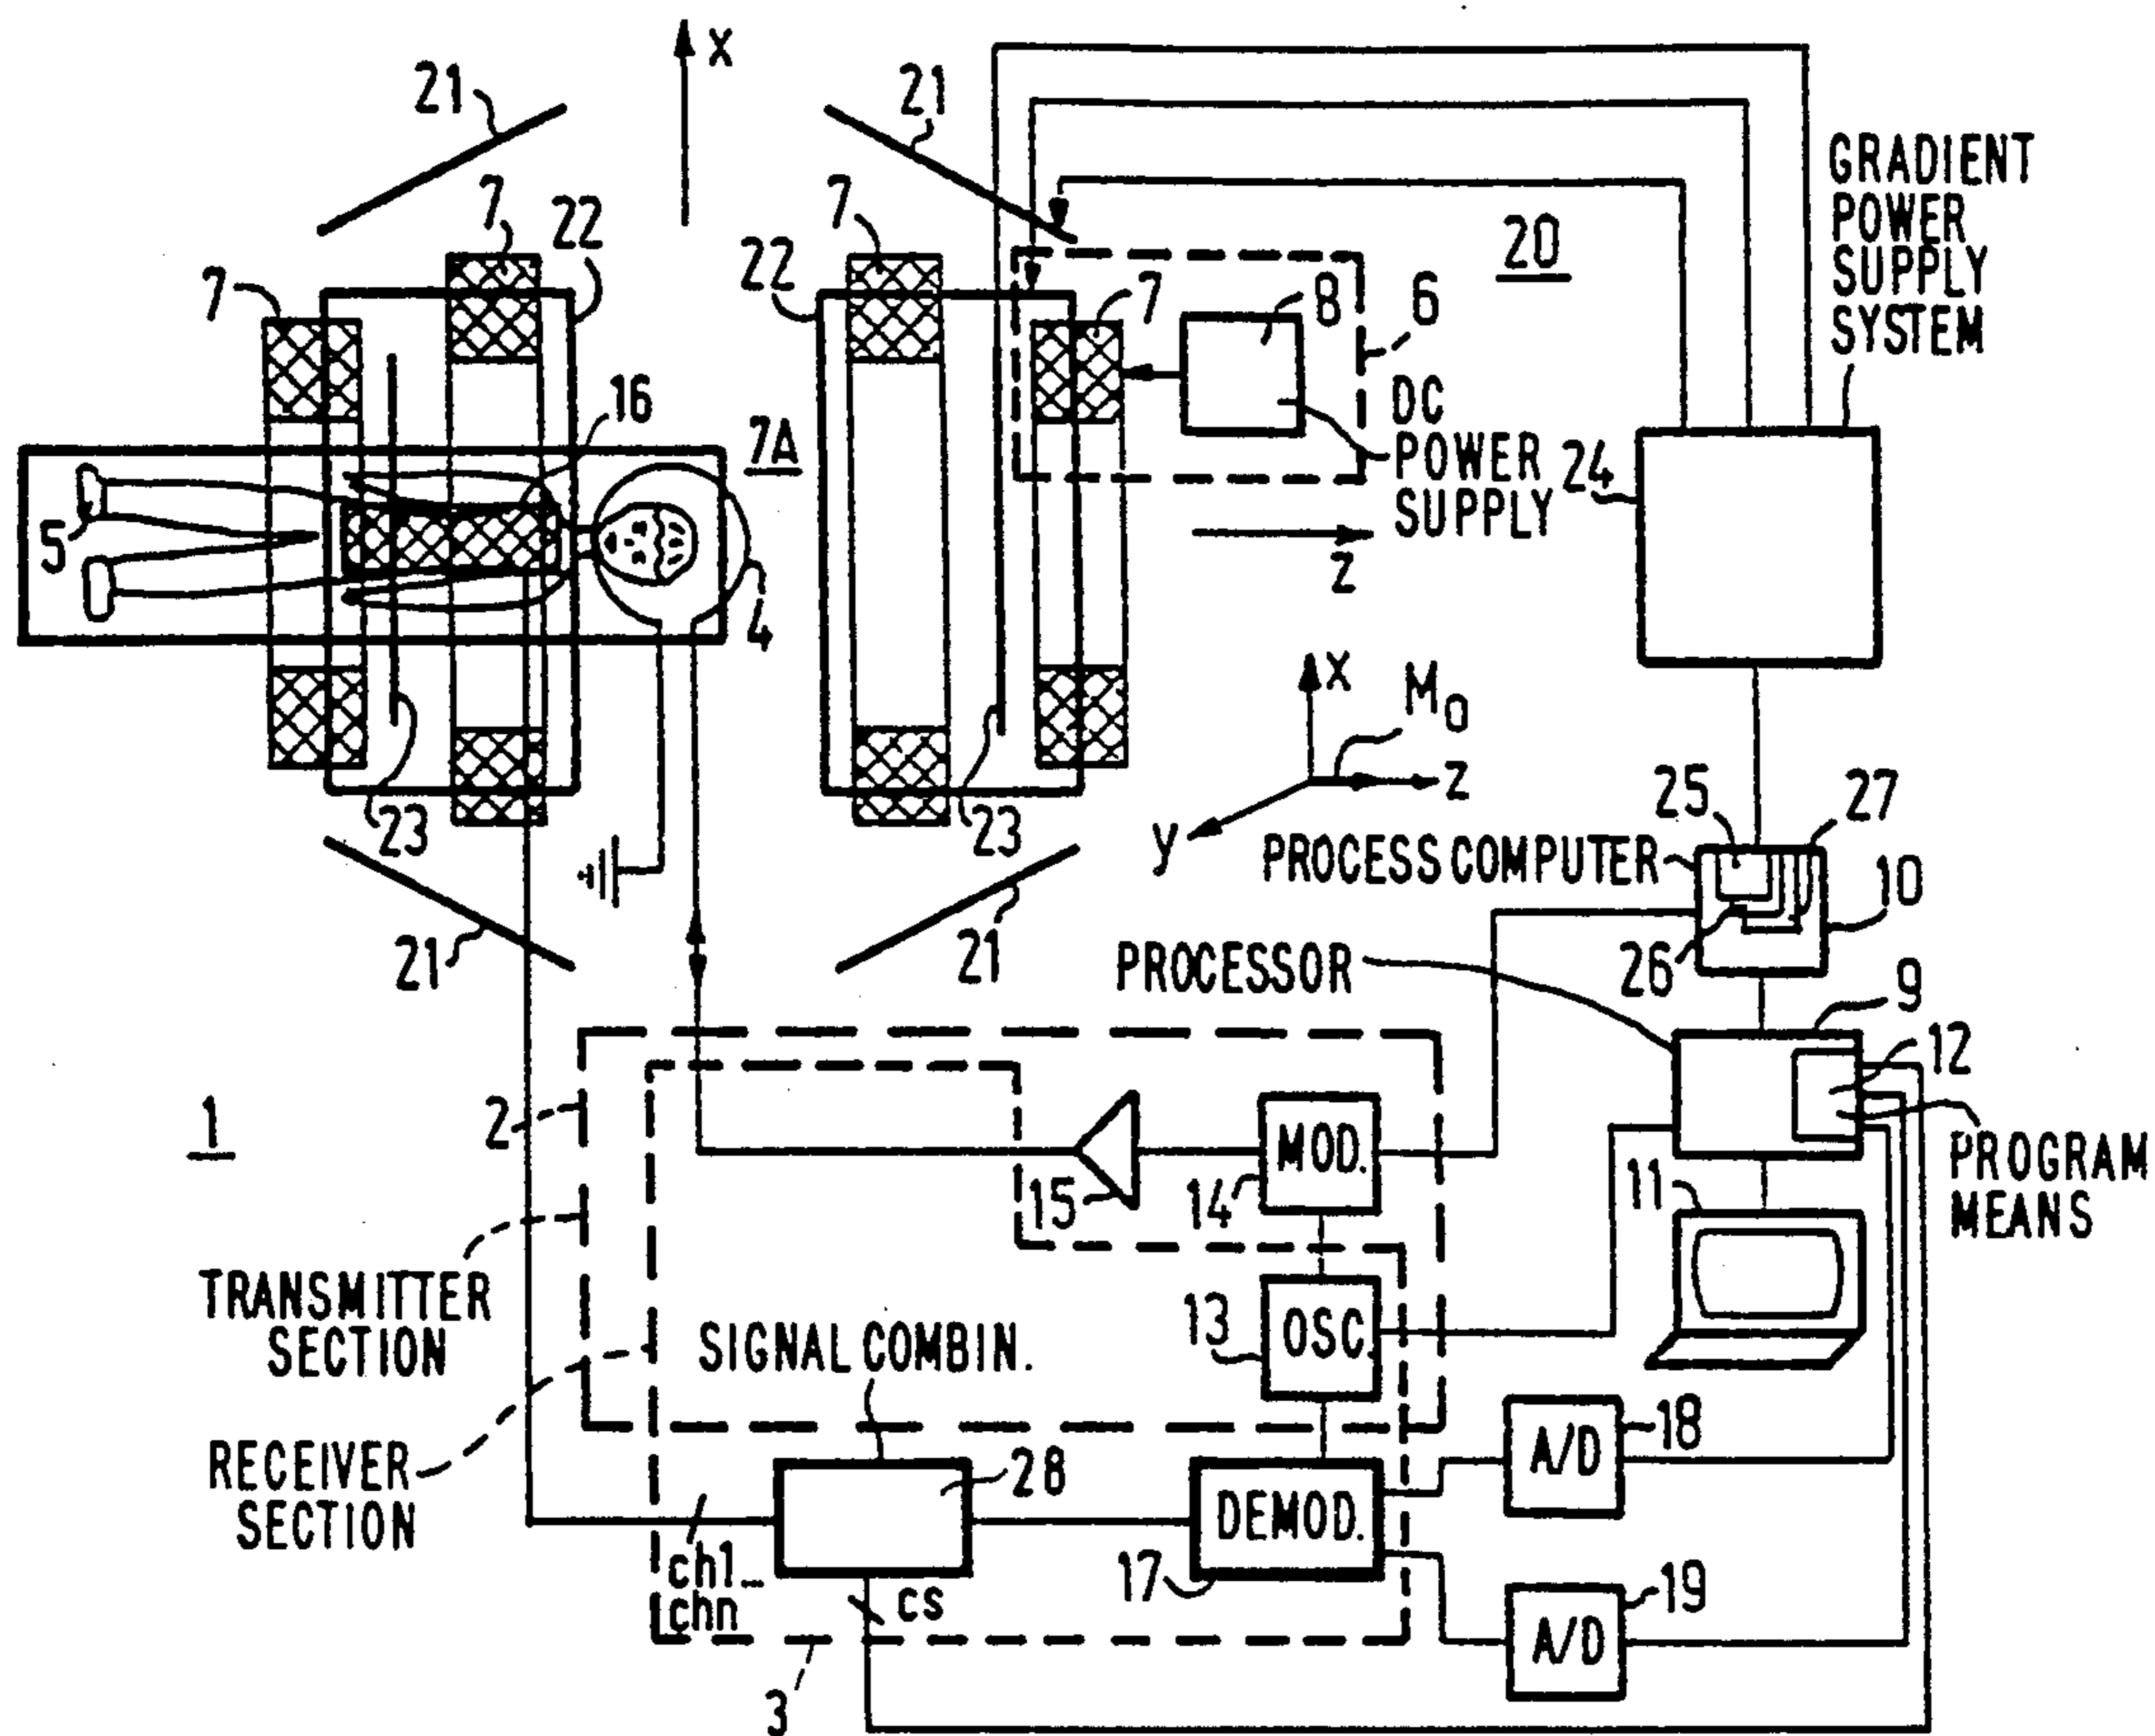 X
21
21
GRADIENT
POWER
SUPPLY
SYSTEM
7
22
7
20
7
22
7
8
6
16
7A
DC
POWER
SUPPLY
24
5
4
Z
X
M0
Z
y
23
23
25
27
PROCESS COMPUTER
10
21
21
26
PROCESSOR
9
12
1
2
15
14
MOD.
11
PROGRAM
MEANS
TRANSMITTER
SECTION
13
OSC.
SIGNAL COMBIN.
18
A/D
RECEIVER
SECTION
28
DEMOD.
ch1...
chn
cs
17
19
A/D
3